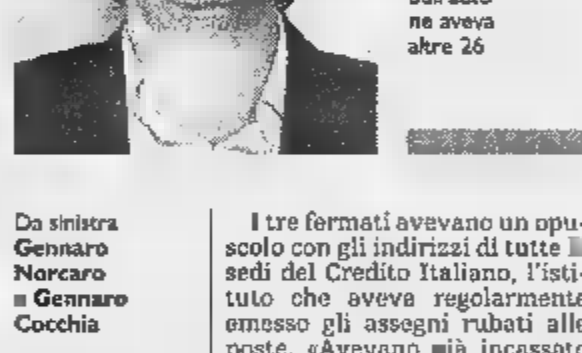 ne aveva
altre 26
Da sinistra
Gennaro
Norcaro
e Gennaro
Cocchia
I tre fermati avevano un opu-
scolo con gli indirizzi di tutte
sedi del Credito Italiano, l'isti-
tuto che aveva regolarmente
emesso gli assegni rubati alle
poste. «Avevano già incassato